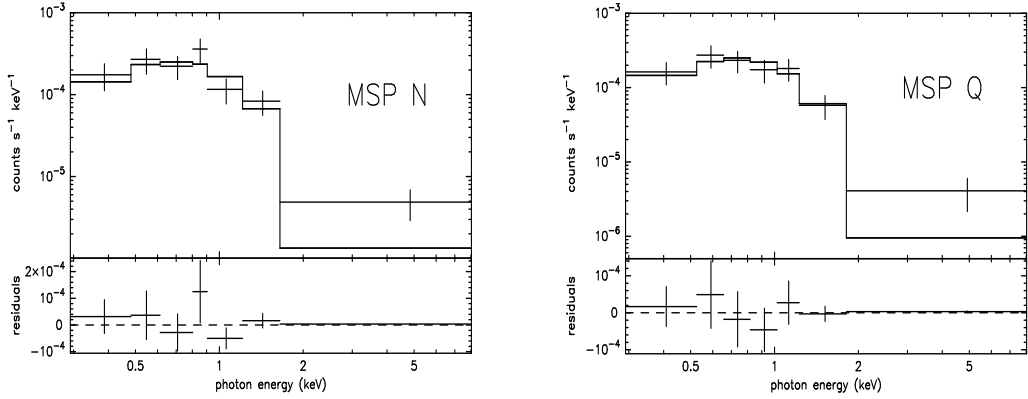 10⁻³
10⁻⁴
10⁻⁵
counts s⁻¹ keV⁻¹
MSP N
2×10⁻⁴
10⁻⁴
0
−10⁻⁴
residuals
0.5
1
2
5
photon energy (keV)
10⁻³
10⁻⁴
10⁻⁵
10⁻⁶
counts s⁻¹ keV⁻¹
MSP Q
10⁻⁴
0
−10⁻⁴
residuals
0.5
1
2
5
photon energy (keV)